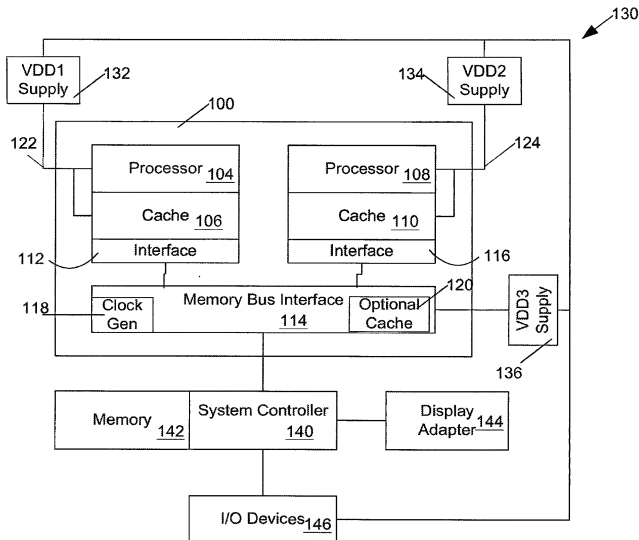 130
VDD1
Supply
132
134
VDD2
Supply
100
122
124
Processor 104
Processor 108
Cache 106
Cache 110
112
Interface
Interface
116
118
Clock
Gen
Memory Bus Interface
114
Optional
Cache
120
VDD3
Supply
136
Memory
142
System Controller
140
Display
Adapter 144
I/O Devices 146